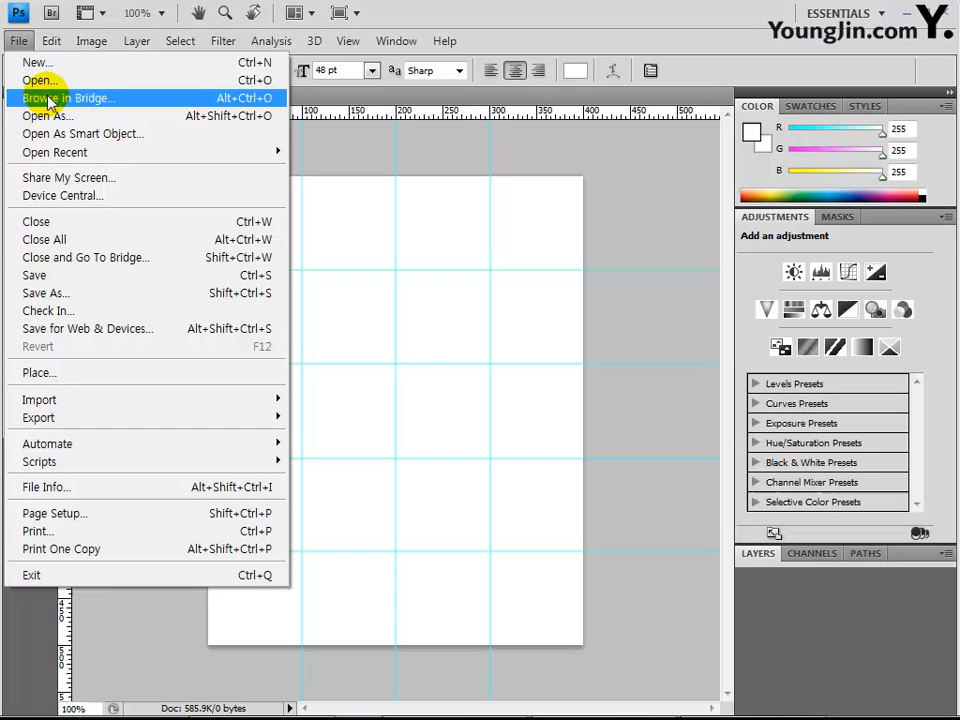 Ps Br 100% ESSENTIALS
YoungJin.com Y.
File Edit Image Layer Select Filter Analysis 3D View Window Help
New... Ctrl+N
Open... Ctrl+O
Browse in Bridge... Alt+Ctrl+O
Open As... Alt+Shift+Ctrl+O
Open As Smart Object...
Open Recent
Share My Screen...
Device Central...
Close Ctrl+W
Close All Alt+Ctrl+W
Close and Go To Bridge... Shift+Ctrl+W
Save Ctrl+S
Save As... Shift+Ctrl+S
Check In...
Save for Web & Devices... Alt+Shift+Ctrl+S
Revert F12
Place...
Import
Export
Automate
Scripts
File Info... Alt+Shift+Ctrl+I
Page Setup... Shift+Ctrl+P
Print... Ctrl+P
Print One Copy Alt+Shift+Ctrl+P
Exit Ctrl+Q
48 pt aa Sharp
100 150 200 250 300 350 400 450 500 550
COLOR SWATCHES STYLES
R 255
G 255
B 255
ADJUSTMENTS MASKS
Add an adjustment
Levels Presets
Curves Presets
Exposure Presets
Hue/Saturation Presets
Black & White Presets
Channel Mixer Presets
Selective Color Presets
LAYERS CHANNELS PATHS
450
500
5
100% Doc: 585.9K/0 bytes